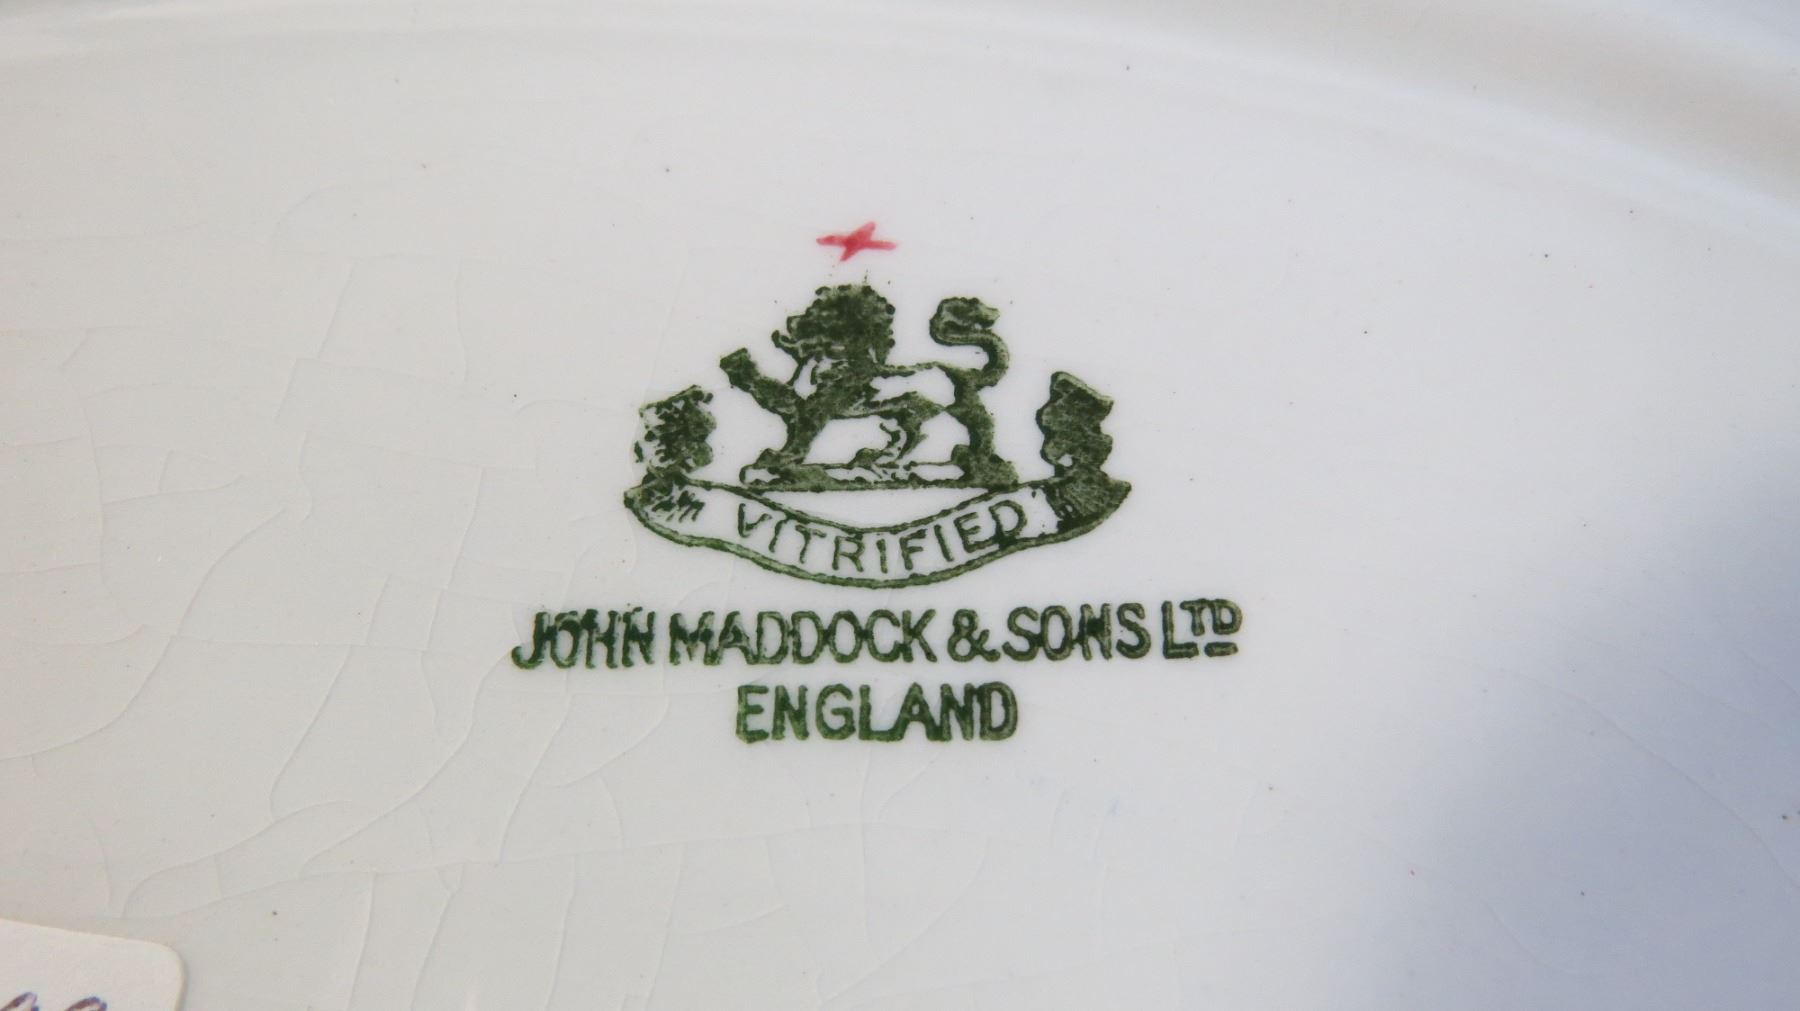 VITRIFIED
JOHN MADDOCK & SONS LTD
ENGLAND